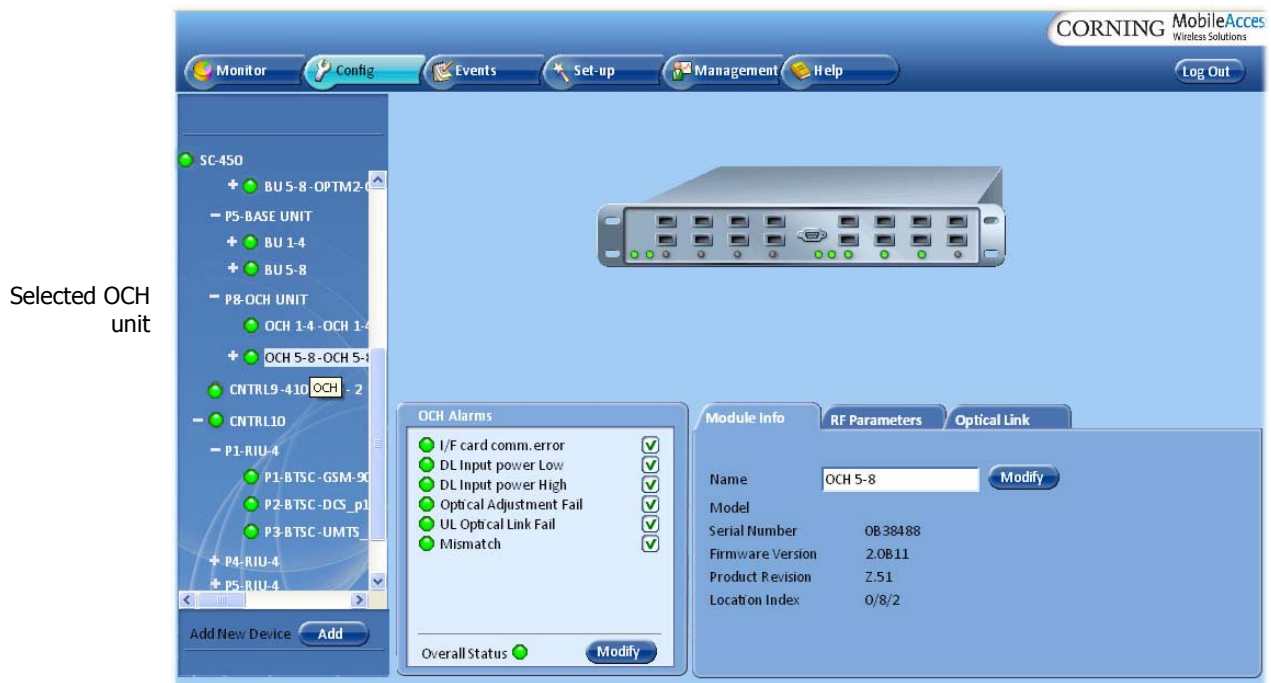 CORNING MobileAcces
Wireless Solutions
Monitor
Config
Events
Set-up
Management
Help
Log Out
SC-450
BU 5-8-OPTM2-
P5-BASE UNIT
BU 1-4
BU 5-8
P8-OCH UNIT
OCH 1-4 -OCH 1-4
OCH 5-8 -OCH 5-8
CNTRL9 -410 - 2
OCH
CNTRL10
P1-RIU-4
P1-BTSC-GSM-90
P2-BTSC-DCS_p1
P3-BTSC-UMTS_
P4-RIU-4
P5-RIU-4
Add New Device Add
Selected OCH
unit
OCH Alarms
I/F card comm.error
DL Input power Low
DL Input power High
Optical Adjustment Fail
UL Optical Link Fail
Mismatch
Overall Status Modify
Module Info
RF Parameters
Optical Link
Name OCH 5-8 Modify
Model
Serial Number 0B38488
Firmware Version 2.0B11
Product Revision Z.51
Location Index 0/8/2